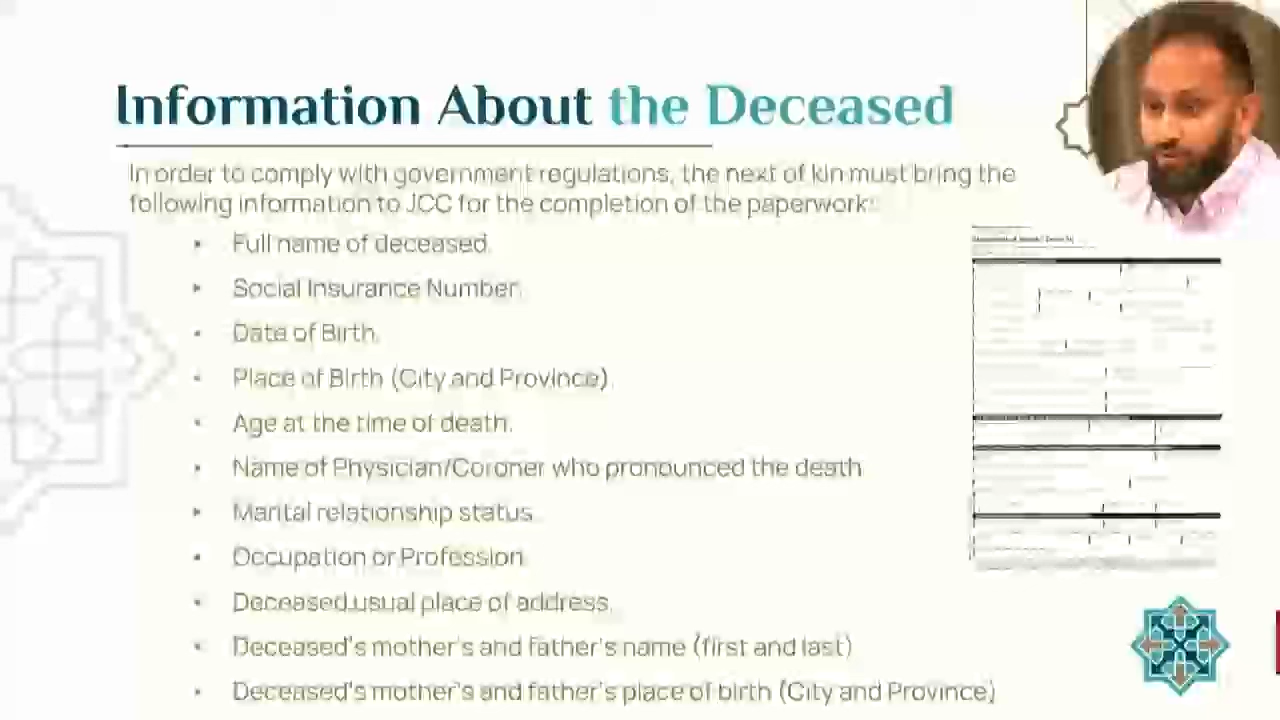 Information About the Deceased
In order to comply with government regulations, the next of kin must bring the
following information to JCC for the completion of the paperwork:
Full name of deceased.
Social Insurance Number.
Date of Birth.
Place of Birth (City and Province).
Age at the time of death.
Name of Physician/Coroner who pronounced the death
Marital relationship status.
Occupation or Profession.
Deceased usual place of address.
Deceased's mother's and father's name (first and last)
Deceased's mother's and father's place of birth (City and Province)